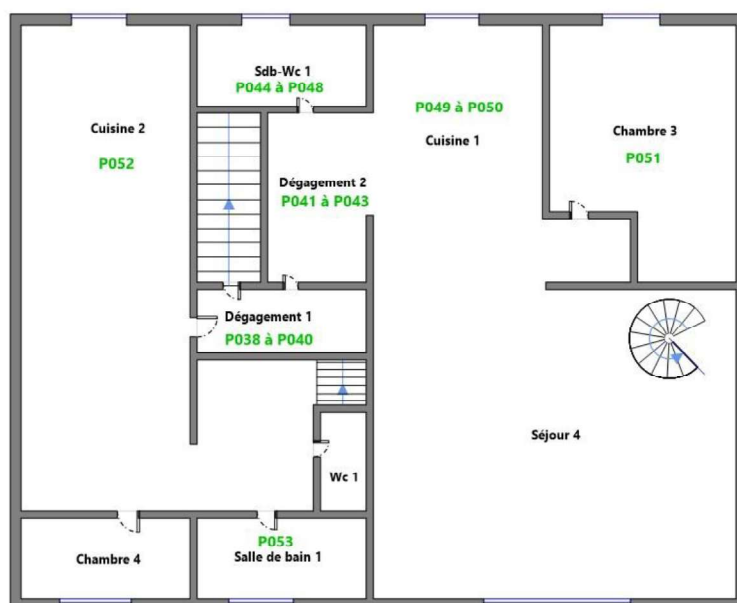 Sdb-Wc 1
P044 à P048
Cuisine 2
P052
P049 à P050
Cuisine 1
Chambre 3
P051
Dégagement 2
P041 à P043
Dégagement 1
P038 à P040
Séjour 4
Wc 1
P053
Salle de bain 1
Chambre 4